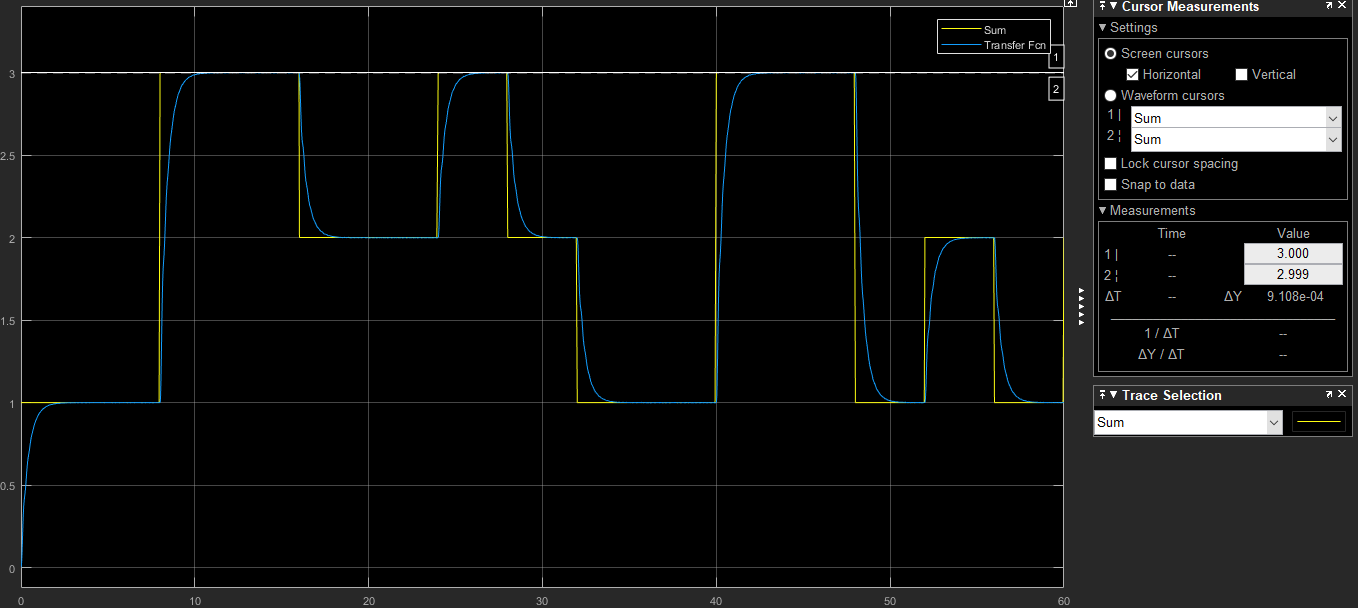 Sum
Transfer Fcn
1
2
3
2.5
2
1.5
1
0.5
0
0
10
20
30
40
50
60
Cursor Measurements
Settings
Screen cursors
Horizontal Vertical
Waveform cursors
1 | Sum
2 ¦ Sum
Lock cursor spacing
Snap to data
Measurements
Time Value
1 | -- 3.000
2 ¦ -- 2.999
ΔT -- ΔY 9.108e-04
1 / ΔT --
ΔY / ΔT --
Trace Selection
Sum